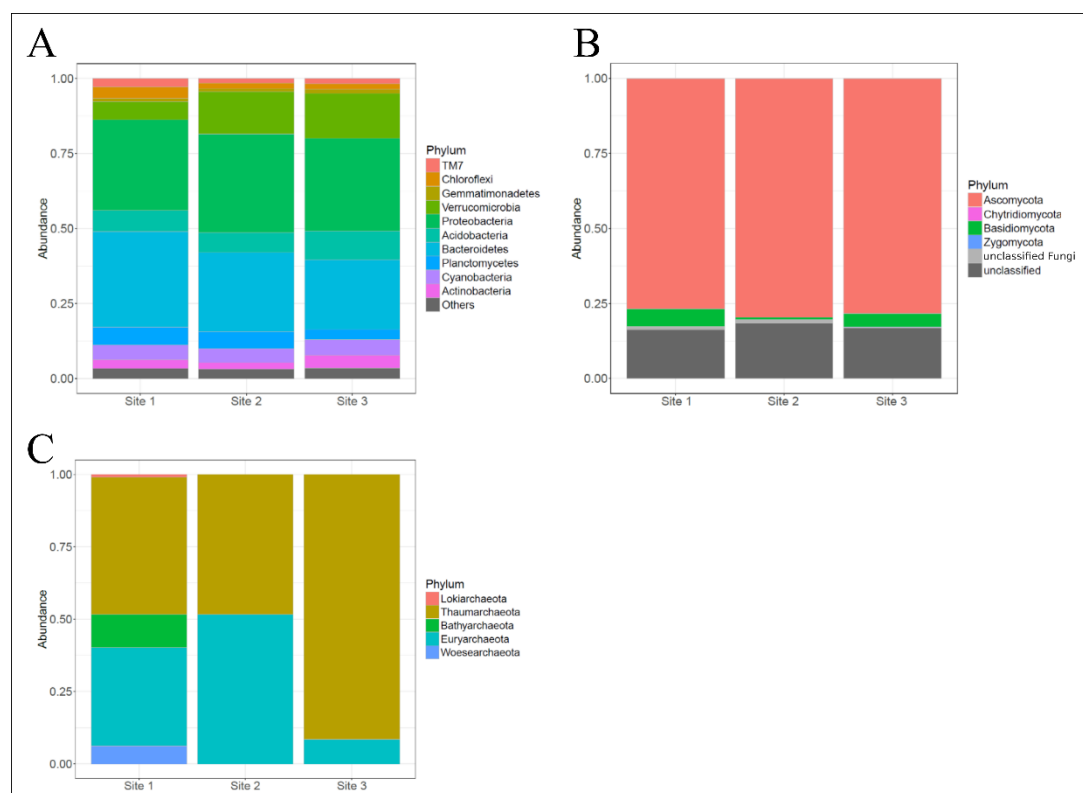 A
Abundance
1.00
0.75
0.50
0.25
0.00
Site 1
Site 2
Site 3
Phylum
TM7
Chloroflexi
Gemmatimonadetes
Verrucomicrobia
Proteobacteria
Acidobacteria
Bacteroidetes
Planctomycetes
Cyanobacteria
Actinobacteria
Others
B
Abundance
1.00
0.75
0.50
0.25
0.00
Site 1
Site 2
Site 3
Phylum
Ascomycota
Chytridiomycota
Basidiomycota
Zygomycota
unclassified Fungi
unclassified
C
Abundance
1.00
0.75
0.50
0.25
0.00
Site 1
Site 2
Site 3
Phylum
Lokiarchaeota
Thaumarchaeota
Bathyarchaeota
Euryarchaeota
Woesearchaeota